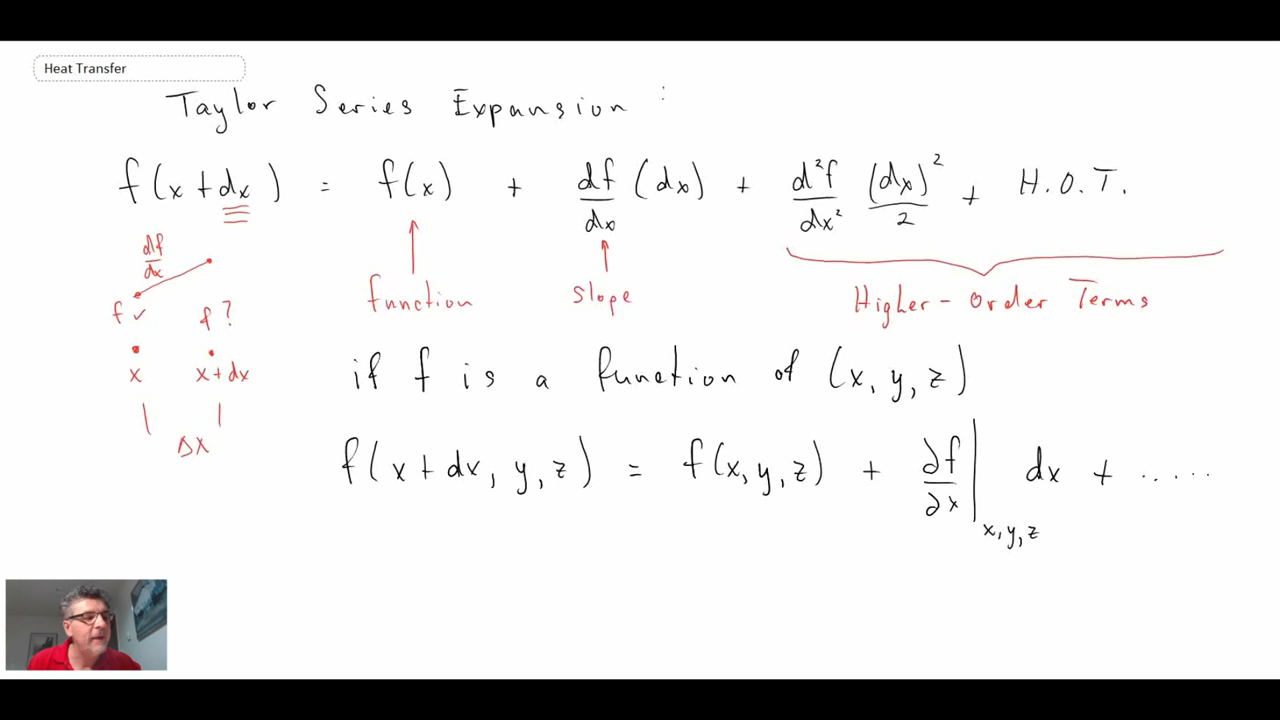 Heat Transfer
Taylor Series Expansion :
f(x + dx) = f(x) + df/dx (dx) + d²f/dx² (dx)²/2 + H.O.T.
df/dx
f ✓ f?
function slope Higher-Order Terms
x x+dx
if f is a function of (x, y, z)
Δx
f(x + dx, y, z) = f(x, y, z) + ∂f/∂x |x,y,z dx + .....